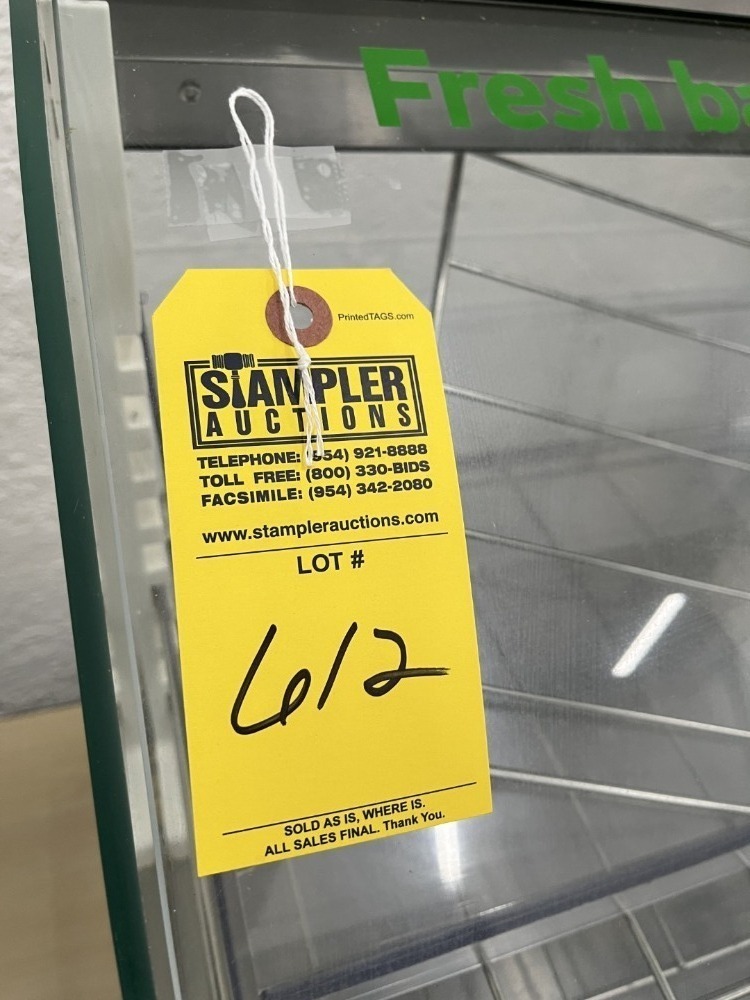 Fresh ba
PrintedTAGS.com
STAMPLER
AUCTIONS
TELEPHONE: (954) 921-8888
TOLL FREE: (800) 330-BIDS
FACSIMILE: (954) 342-2080
www.stamplerauctions.com
LOT #
612
SOLD AS IS, WHERE IS.
ALL SALES FINAL. Thank You.